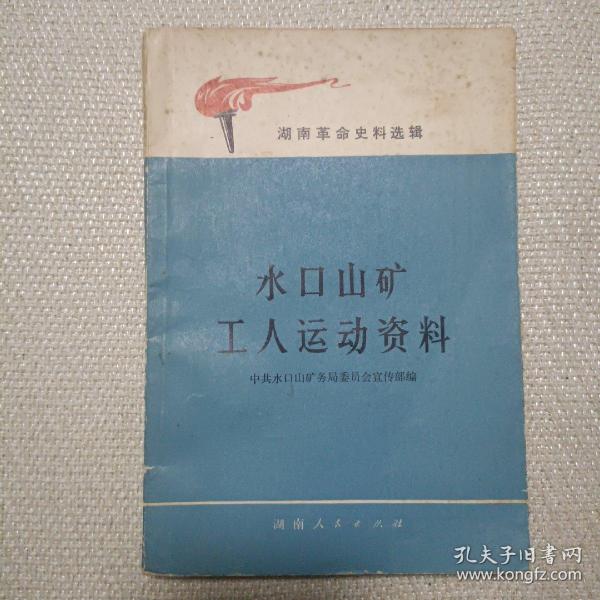 湖南革命史料选辑
水口山矿
工人运动资料
中共水口山矿务局委员会宣传部编
湖南人民出版社
孔夫子旧书网
www.kongfz.com